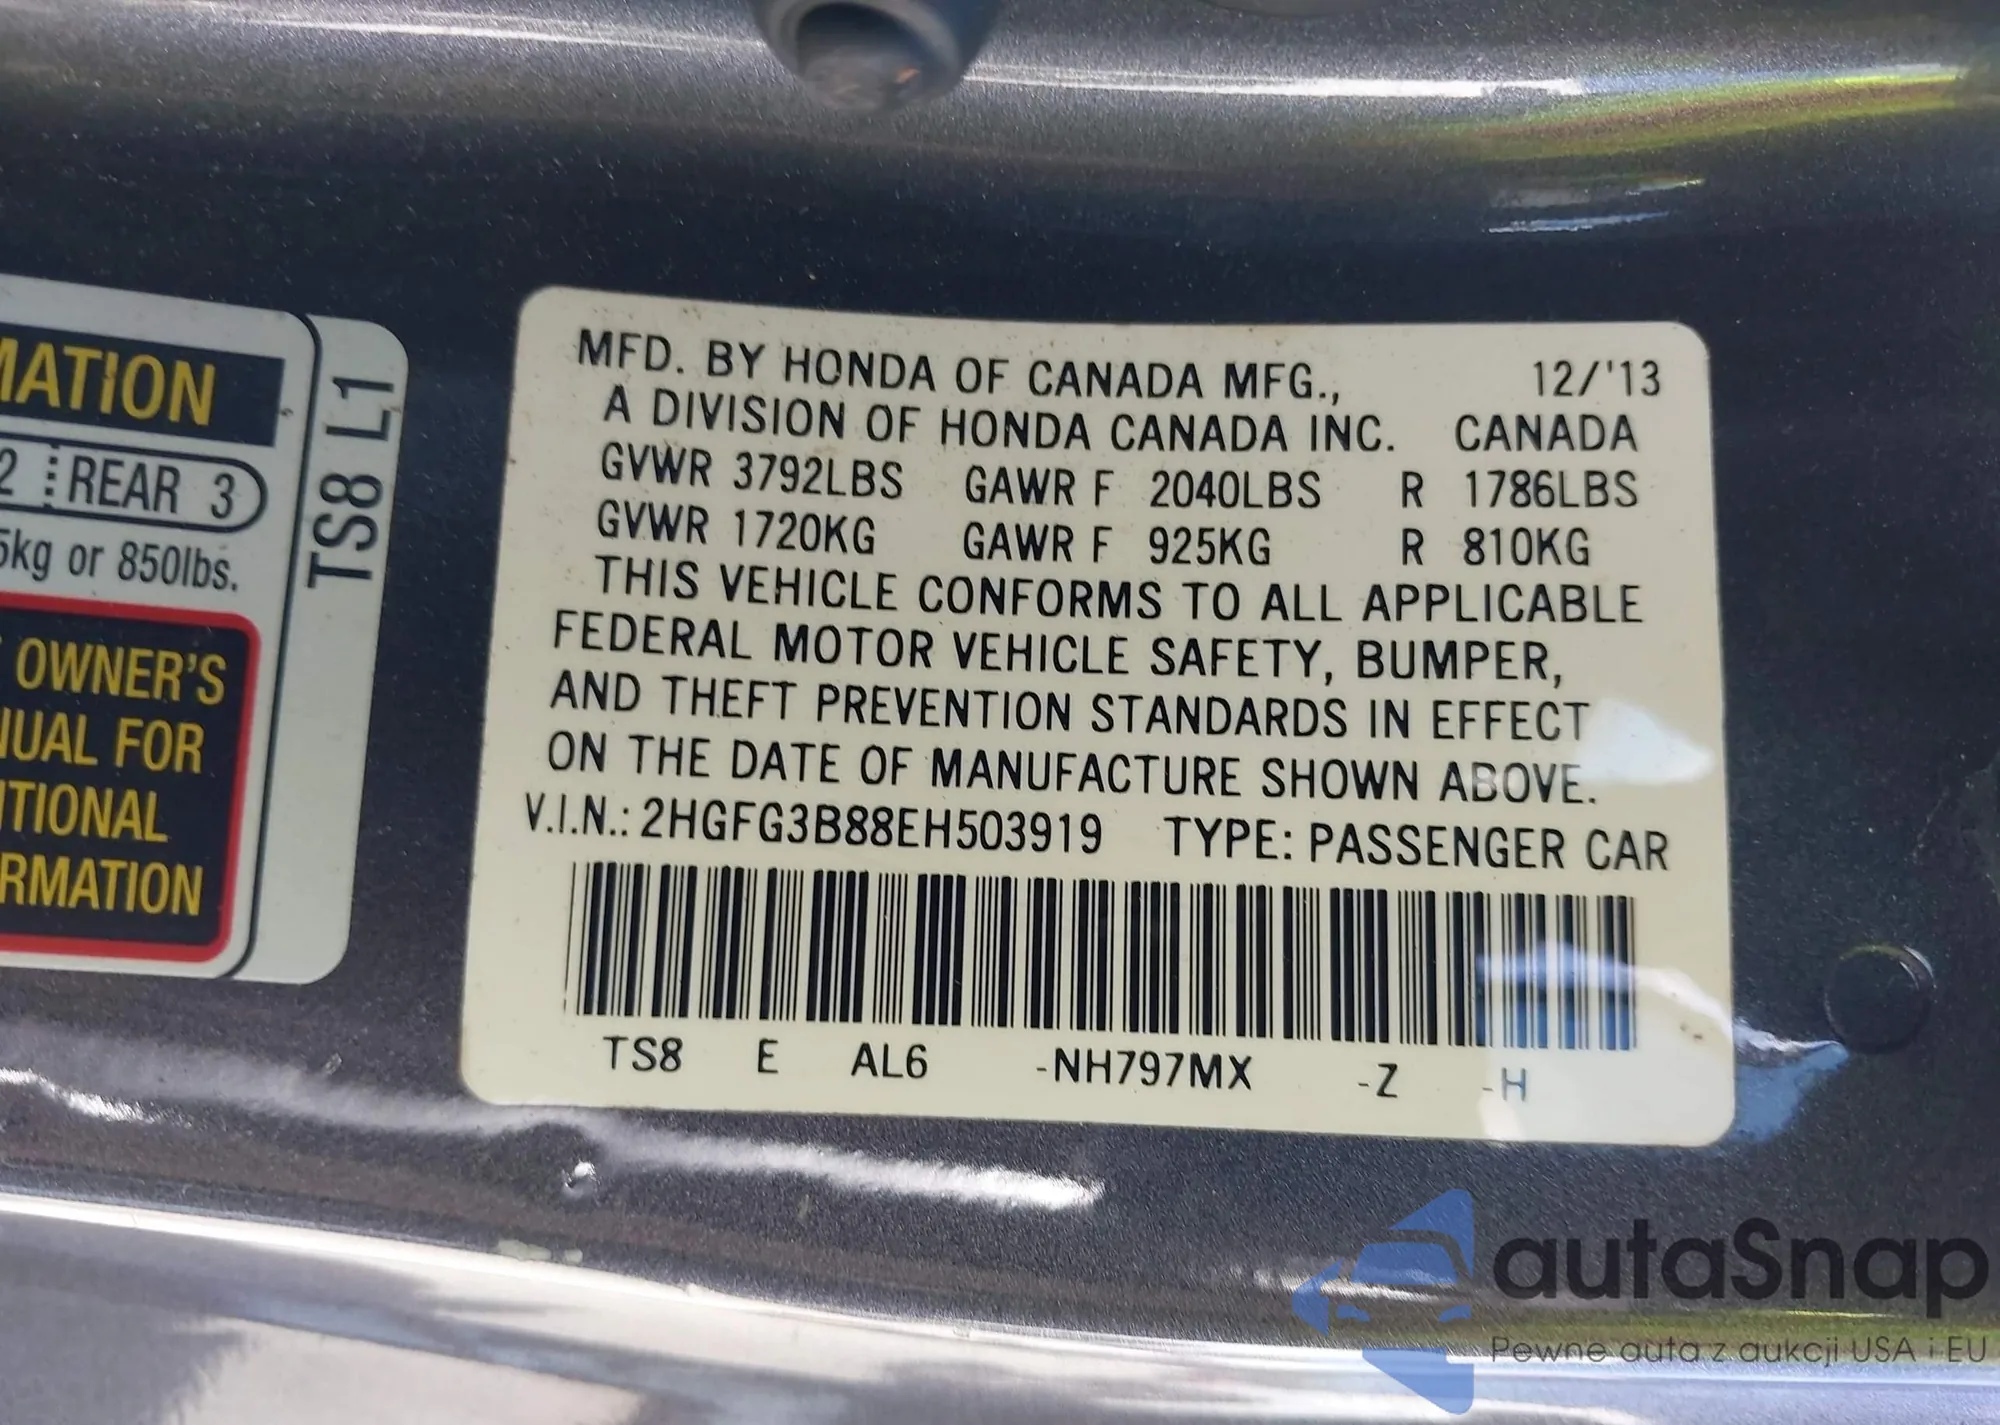 MATION
2 REAR 3
5kg or 850lbs.
OWNER'S
NUAL FOR
ITIONAL
RMATION
TS8 L1
MFD. BY HONDA OF CANADA MFG., 12/'13
A DIVISION OF HONDA CANADA INC. CANADA
GVWR 3792LBS GAWR F 2040LBS R 1786LBS
GVWR 1720KG GAWR F 925KG R 810KG
THIS VEHICLE CONFORMS TO ALL APPLICABLE
FEDERAL MOTOR VEHICLE SAFETY, BUMPER,
AND THEFT PREVENTION STANDARDS IN EFFECT
ON THE DATE OF MANUFACTURE SHOWN ABOVE.
V.I.N.: 2HGFG3B88EH503919 TYPE: PASSENGER CAR
TS8 E AL6 -NH797MX -Z -H
autaSnap
Pewne auta z aukcji USA i EU